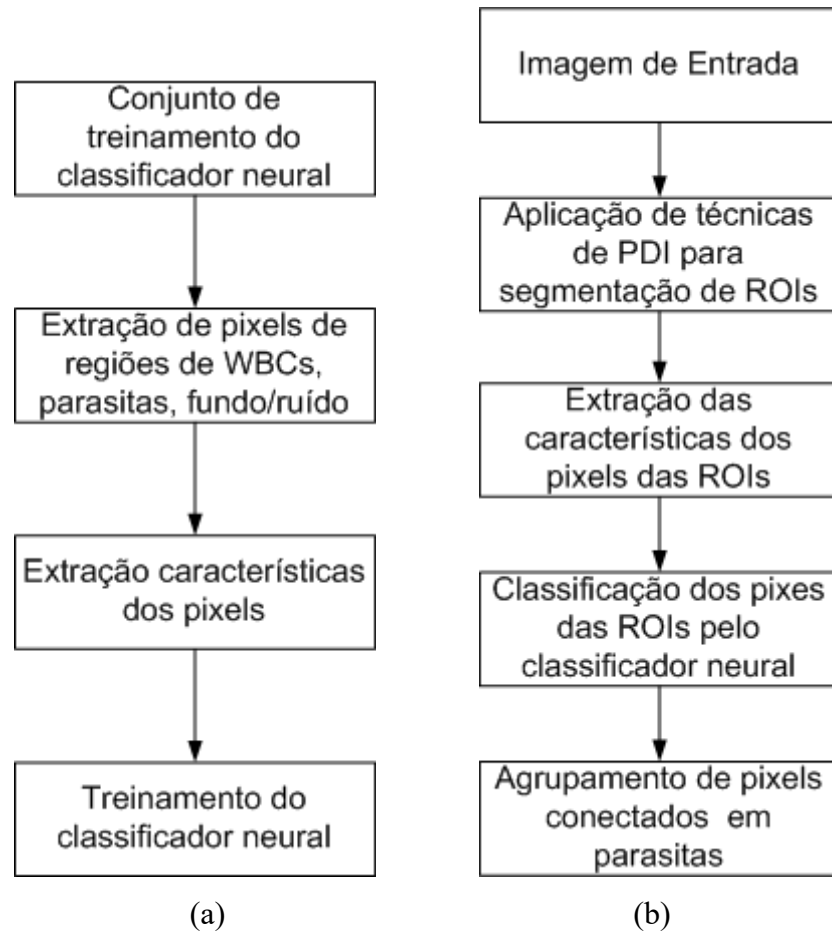 Conjunto de
treinamento do
classificador neural
Extração de pixels de
regiões de WBCs,
parasitas, fundo/ruído
Extração características
dos pixels
Treinamento do
classificador neural
(a)
Imagem de Entrada
Aplicação de técnicas
de PDI para
segmentação de ROIs
Extração das
características dos
pixels das ROIs
Classificação dos pixes
das ROIs pelo
classificador neural
Agrupamento de pixels
conectados em
parasitas
(b)